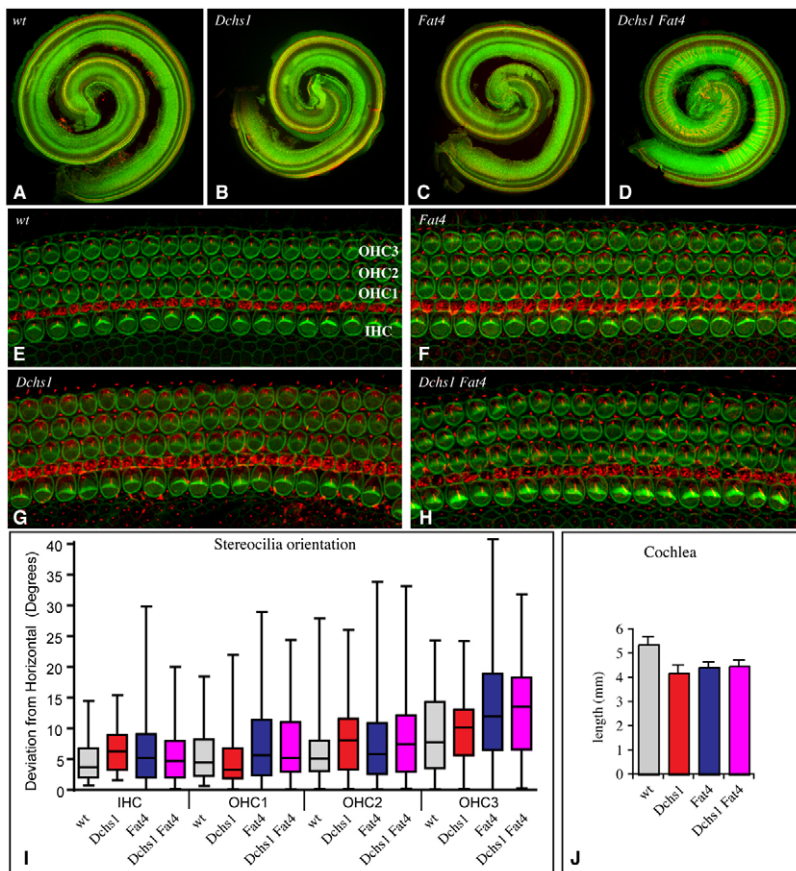 wt
Dchs1
Fat4
Dchs1 Fat4
A
B
C
D
wt
OHC3
OHC2
OHC1
IHC
E
Fat4
F
Dchs1
G
Dchs1 Fat4
H
Stereocilia orientation
Deviation from Horizontal (Degrees)
40
35
30
25
20
15
10
5
0
IHC
OHC1
OHC2
OHC3
wt
Dchs1
Fat4
Dchs1 Fat4
wt
Dchs1
Fat4
Dchs1 Fat4
wt
Dchs1
Fat4
Dchs1 Fat4
wt
Dchs1
Fat4
Dchs1 Fat4
I
Cochlea
length (mm)
6
5
4
3
2
1
0
wt
Dchs1
Fat4
Dchs1 Fat4
J